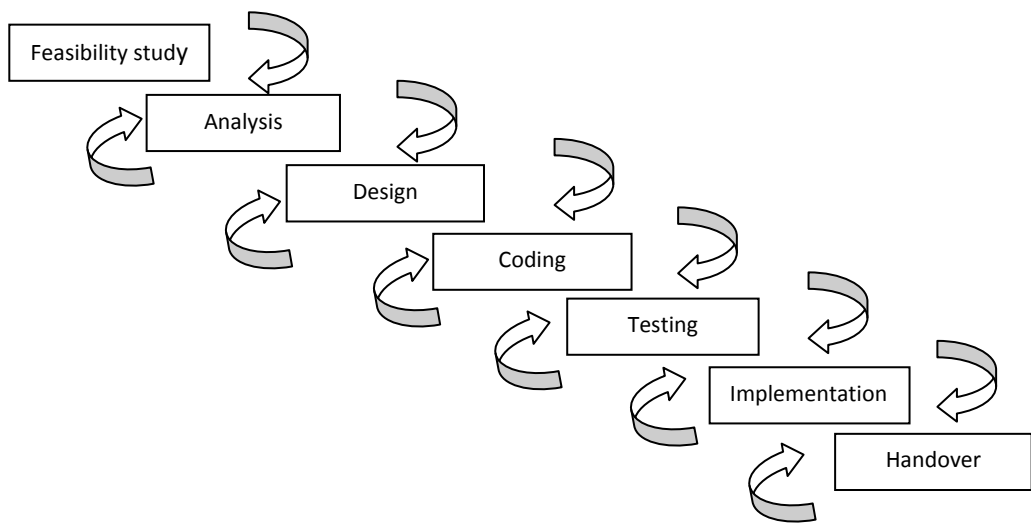 Feasibility study
Analysis
Design
Coding
Testing
Implementation
Handover